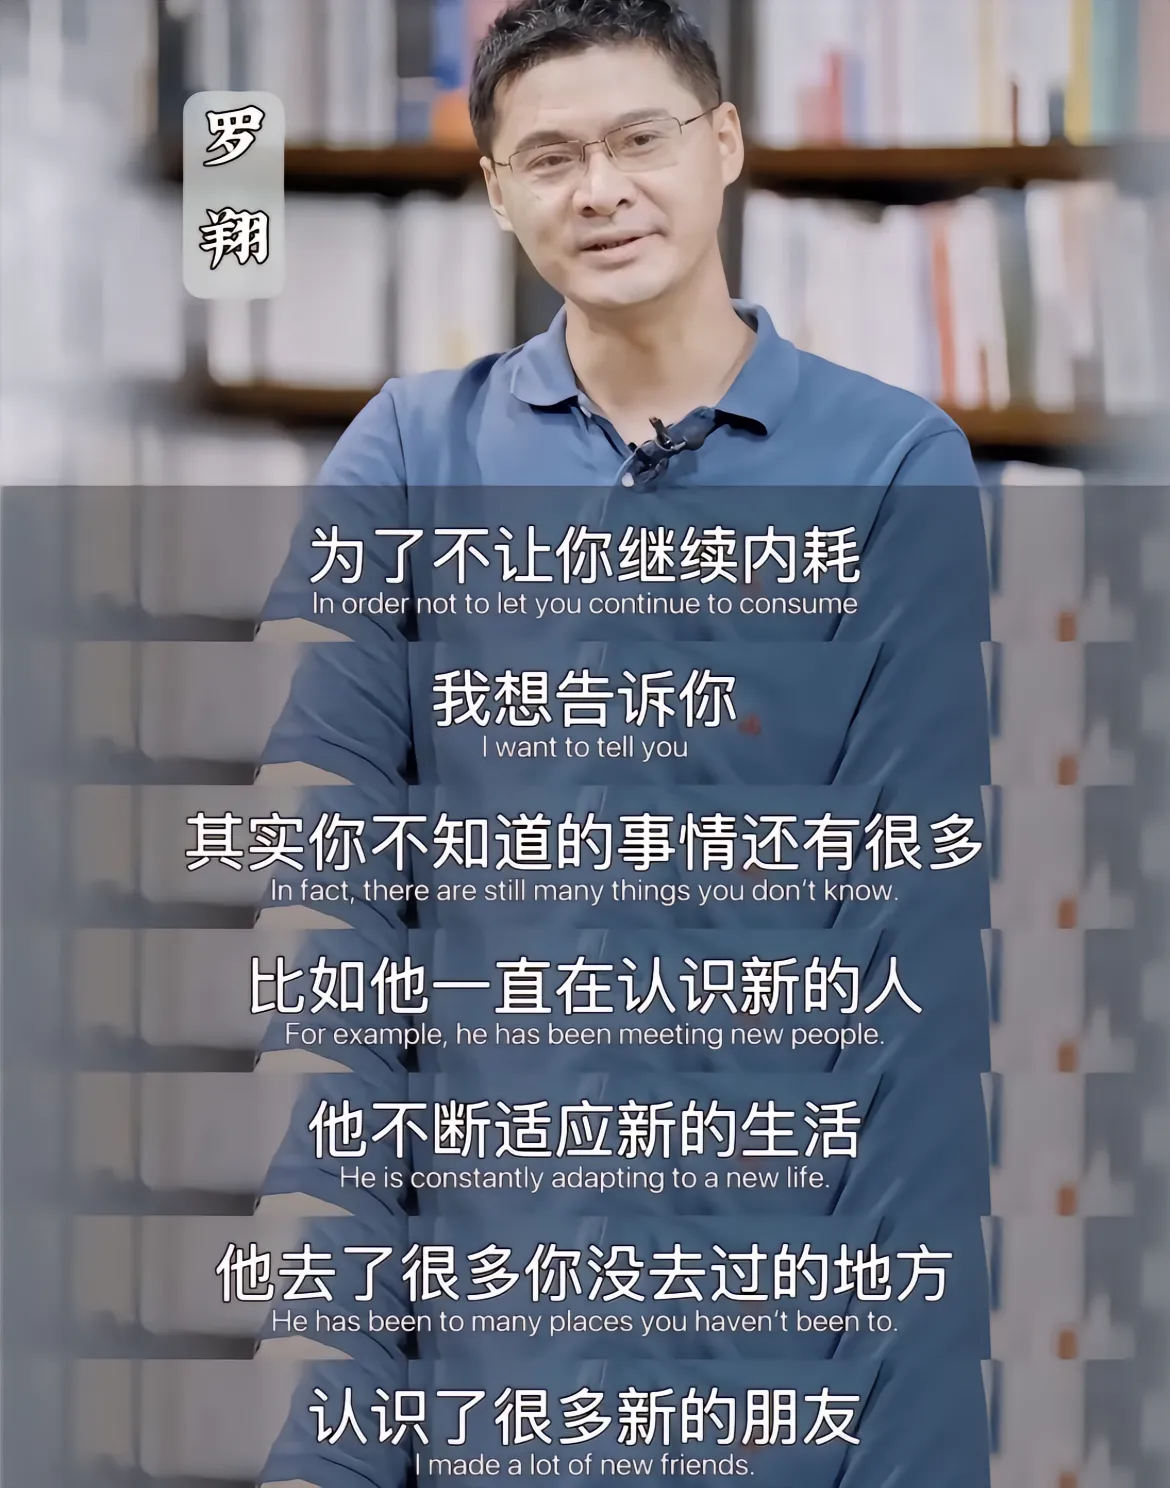 罗翔
为了不让你继续内耗
In order not to let you continue to consume
我想告诉你
I want to tell you
其实你不知道的事情还有很多
In fact, there are still many things you don't know.
比如他一直在认识新的人
For example, he has been meeting new people.
他不断适应新的生活
He is constantly adapting to a new life.
他去了很多你没去过的地方
He has been to many places you haven't been to.
认识了很多新的朋友
I made a lot of new friends.